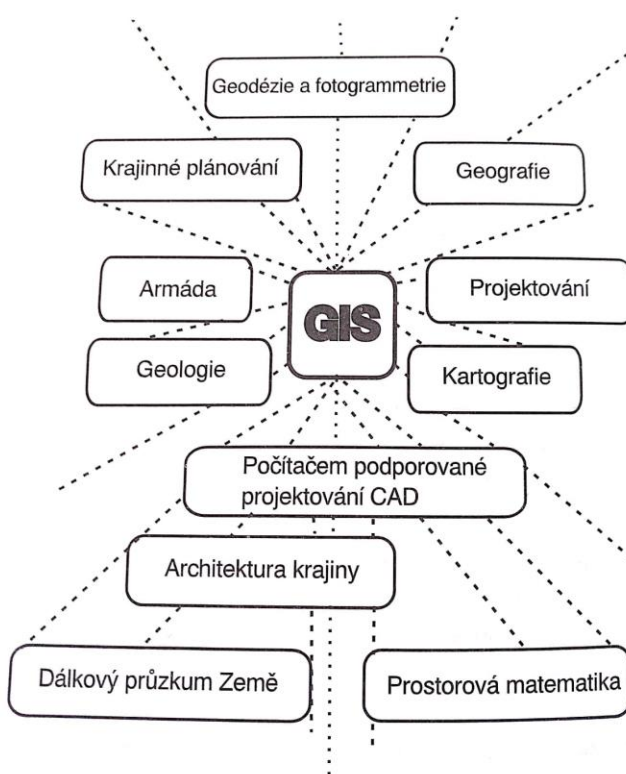 Geodézie a fotogrammetrie
Krajinné plánování
Geografie
Armáda
GIS
Projektování
Geologie
Kartografie
Počítačem podporované
projektování CAD
Architektura krajiny
Dálkový průzkum Země
Prostorová matematika